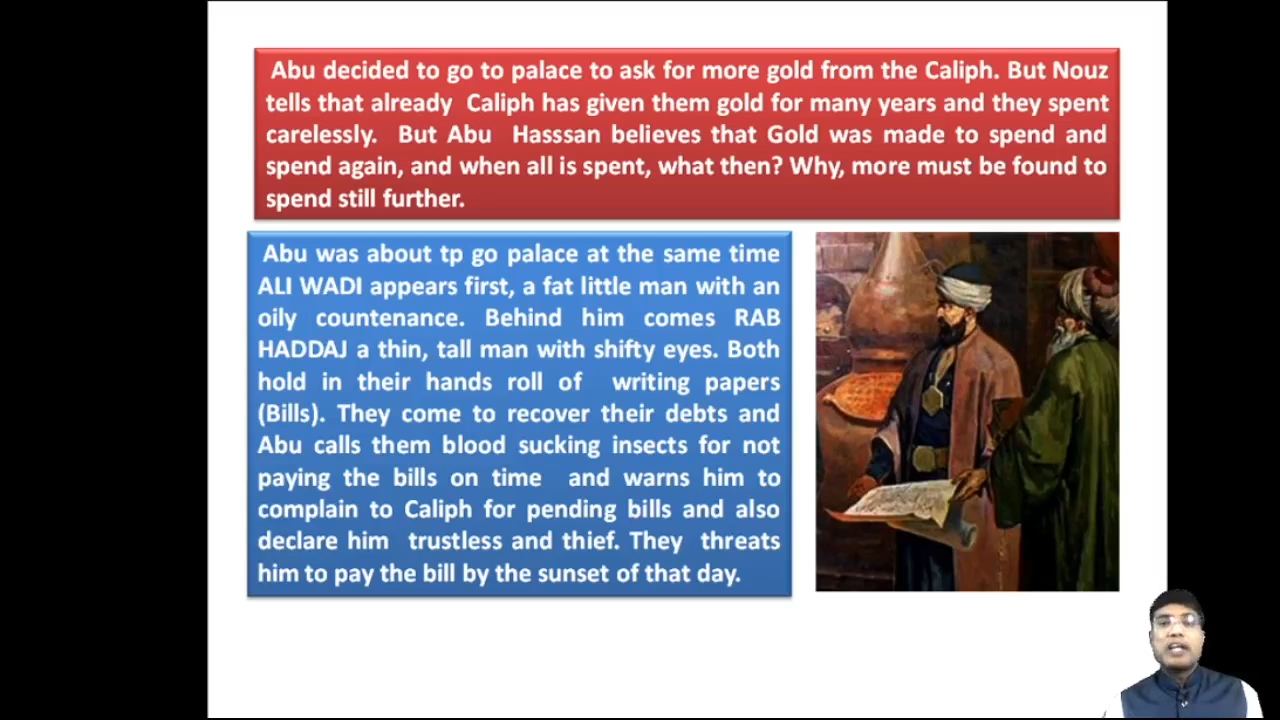 Abu decided to go to palace to ask for more gold from the Caliph. But Nouz
tells that already Caliph has given them gold for many years and they spent
carelessly. But Abu Hasssan believes that Gold was made to spend and
spend again, and when all is spent, what then? Why, more must be found to
spend still further.
Abu was about tp go palace at the same time
ALI WADI appears first, a fat little man with an
oily countenance. Behind him comes RAB
HADDAJ a thin, tall man with shifty eyes. Both
hold in their hands roll of writing papers
(Bills). They come to recover their debts and
Abu calls them blood sucking insects for not
paying the bills on time and warns him to
complain to Caliph for pending bills and also
declare him trustless and thief. They threats
him to pay the bill by the sunset of that day.